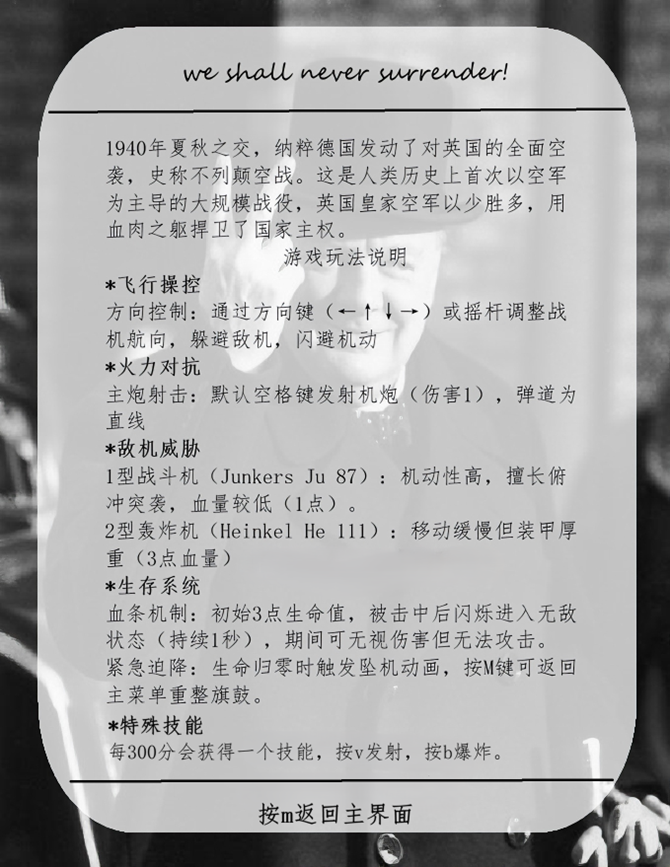 we shall never surrender!
1940年夏秋之交，纳粹德国发动了对英国的全面空
袭，史称不列颠空战。这是人类历史上首次以空军
为主导的大规模战役，英国皇家空军以少胜多，用
血肉之躯捍卫了国家主权。
游戏玩法说明
*飞行操控
方向控制：通过方向键（←↑↓→）或摇杆调整战
机航向，躲避敌机，闪避机动
*火力对抗
主炮射击：默认空格键发射机炮（伤害1），弹道为
直线
*敌机威胁
1型战斗机（Junkers Ju 87）：机动性高，擅长俯
冲突袭，血量较低（1点）。
2型轰炸机（Heinkel He 111）：移动缓慢但装甲厚
重（3点血量）
*生存系统
血条机制：初始3点生命值，被击中后闪烁进入无敌
状态（持续1秒），期间可无视伤害但无法攻击。
紧急迫降：生命归零时触发坠机动画，按M键可返回
主菜单重整旗鼓。
*特殊技能
每300分会获得一个技能，按v发射，按b爆炸。
按m返回主界面